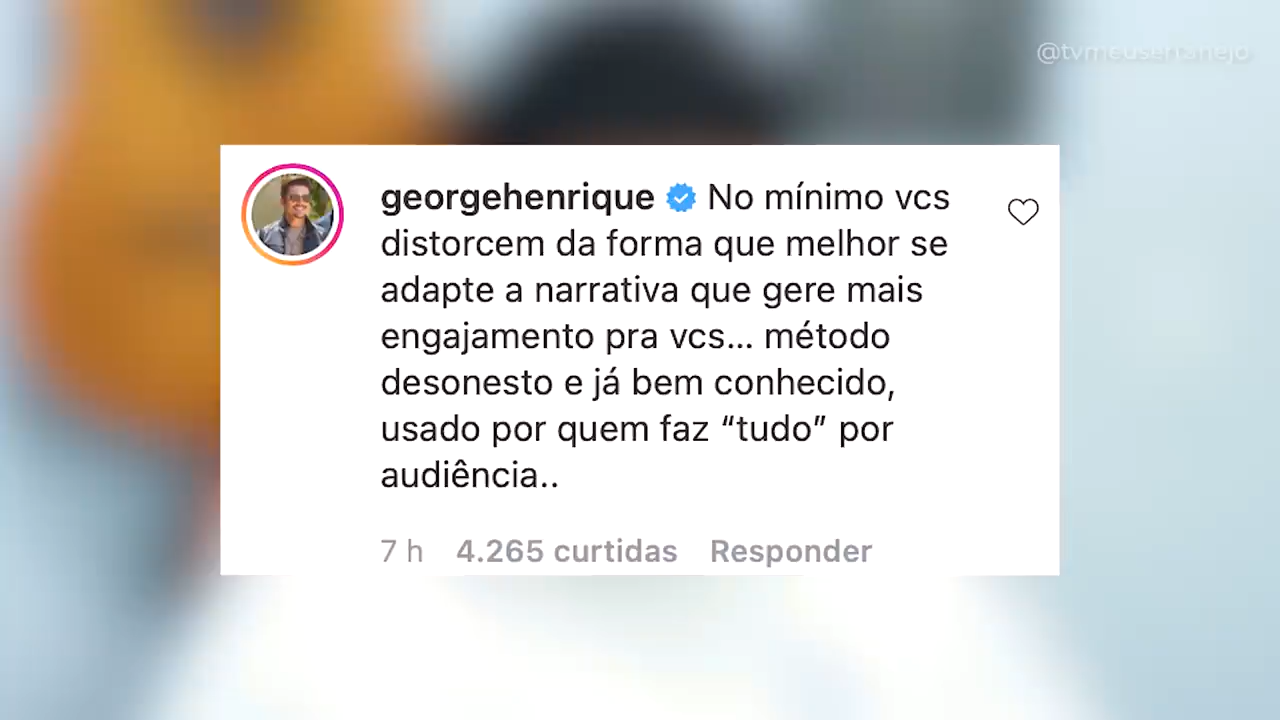 @tvmeusertanejo
georgehenrique No mínimo vcs
distorcem da forma que melhor se
adapte a narrativa que gere mais
engajamento pra vcs... método
desonesto e já bem conhecido,
usado por quem faz “tudo” por
audiência..
7 h 4.265 curtidas Responder